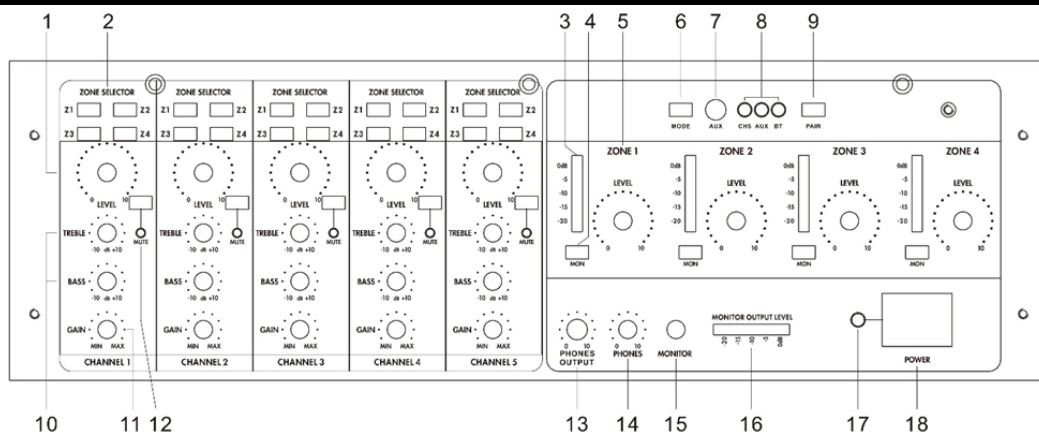 1 2 3 4 5 6 7 8 9
ZONE SELECTOR ZONE SELECTOR ZONE SELECTOR ZONE SELECTOR ZONE SELECTOR
Z1 Z2 Z1 Z2 Z1 Z2 Z1 Z2 Z1 Z2
Z3 Z4 Z3 Z4 Z3 Z4 Z3 Z4 Z3 Z4
0 10 0 10 0 10 0 10 0 10
LEVEL LEVEL LEVEL LEVEL LEVEL
TREBLE TREBLE TREBLE TREBLE TREBLE
MUTE MUTE MUTE MUTE MUTE
-10 dB +10 -10 dB +10 -10 dB +10 -10 dB +10 -10 dB +10
BASS BASS BASS BASS BASS
-10 dB +10 -10 dB +10 -10 dB +10 -10 dB +10 -10 dB +10
GAIN GAIN GAIN GAIN GAIN
MIN MAX MIN MAX MIN MAX MIN MAX MIN MAX
CHANNEL 1 CHANNEL 2 CHANNEL 3 CHANNEL 4 CHANNEL 5
MODE AUX CHS AUX BT PAIR
ZONE 1 ZONE 2 ZONE 3 ZONE 4
0dB 0dB 0dB 0dB
LEVEL LEVEL LEVEL LEVEL
-5 -5 -5 -5
-10 -10 -10 -10
-15 -15 -15 -15
-20 -20 -20 -20
0 10 0 10 0 10 0 10
MON MON MON MON
MONITOR OUTPUT LEVEL
-20 -15 -10 -5 0dB
0 10 0 10
PHONES OUTPUT
PHONES
MONITOR
POWER
10 11 12 13 14 15 16 17 18